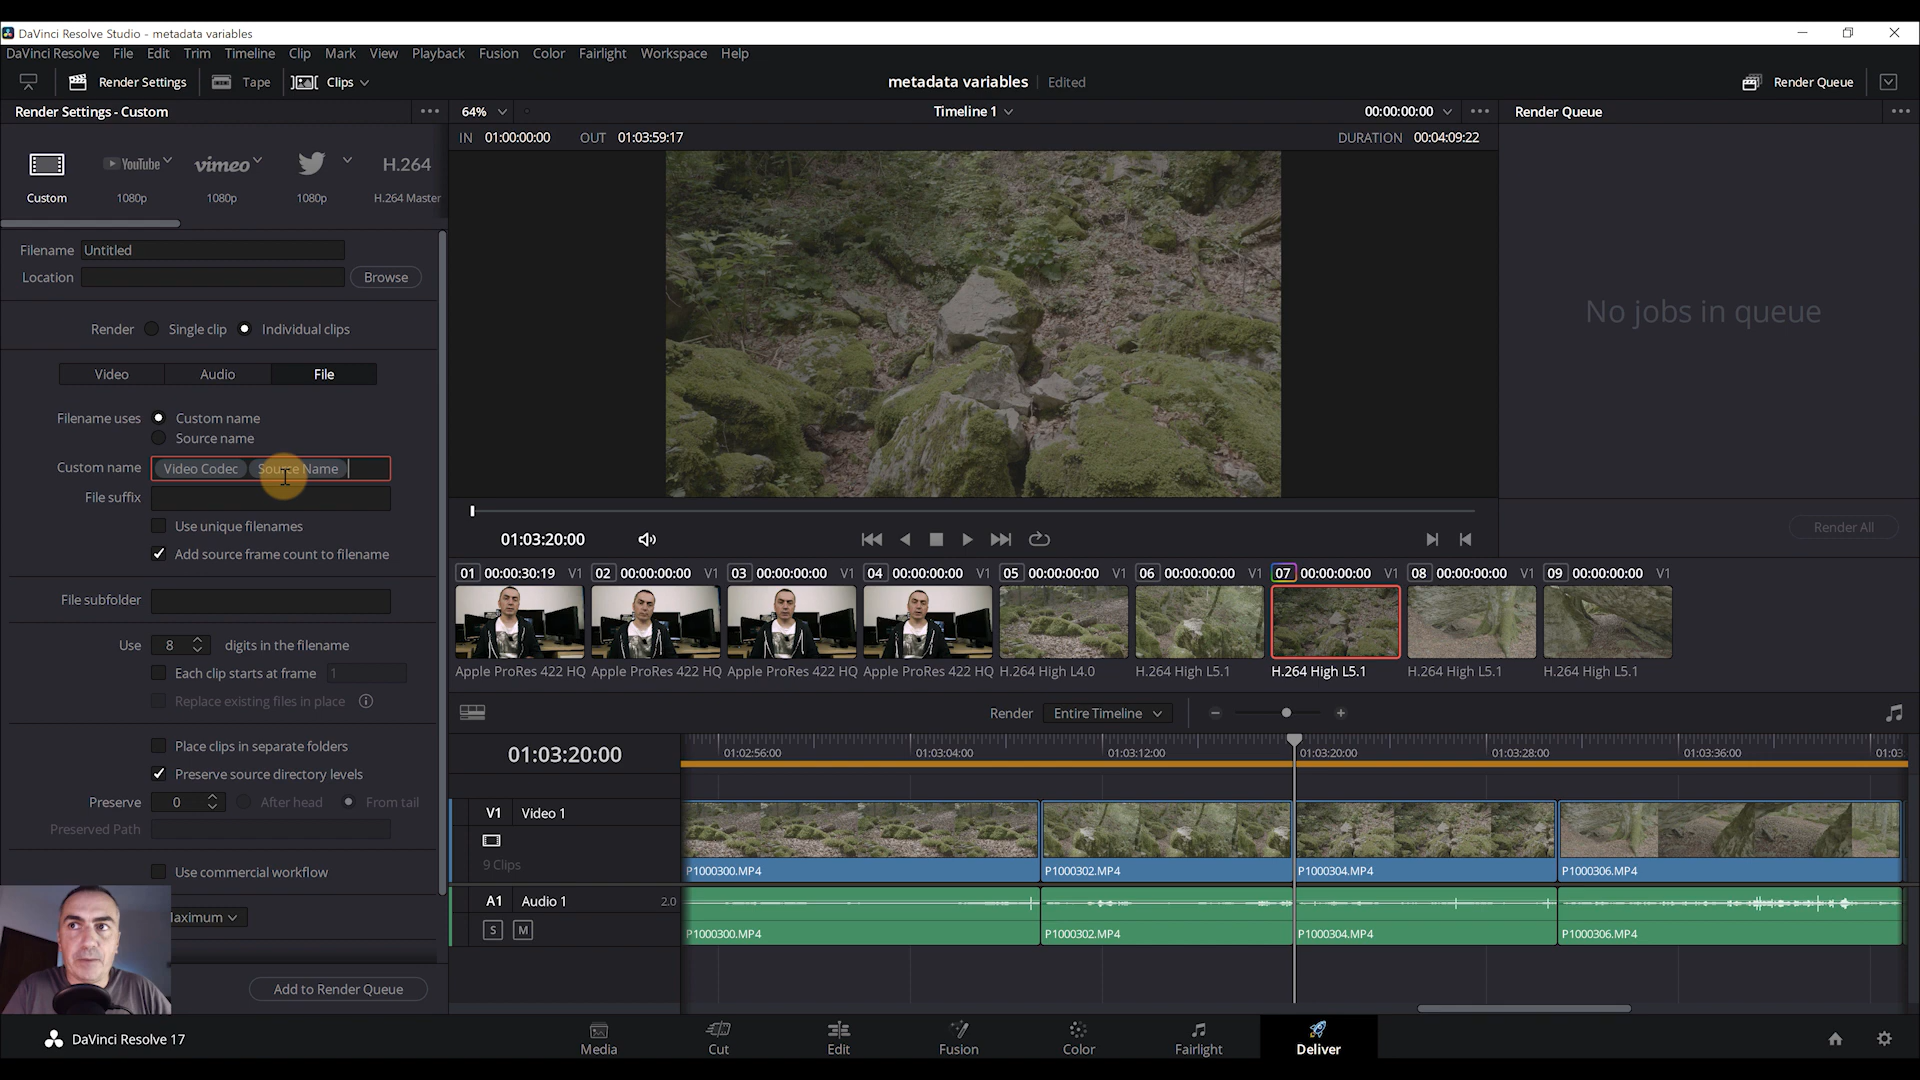 DaVinci Resolve Studio - metadata variables
DaVinci Resolve File Edit Trim Timeline Clip Mark View Playback Fusion Color Fairlight Workspace Help
Render Settings Tape Clips metadata variables Edited Render Queue
Render Settings - Custom 64% Timeline 1 00:00:00:00 Render Queue
IN 01:00:00:00 OUT 01:03:59:17 DURATION 00:04:09:22
YouTube vimeo H.264
Custom 1080p 1080p 1080p H.264 Master
Filename Untitled
Location Browse
No jobs in queue
Render Single clip Individual clips
Video Audio File
Filename uses Custom name
Source name
Custom name Video Codec Source Name
File suffix
Use unique filenames
Render All
01:03:20:00
Add source frame count to filename
01 00:00:30:19 V1 02 00:00:00:00 V1 03 00:00:00:00 V1 04 00:00:00:00 V1 05 00:00:00:00 V1 06 00:00:00:00 V1 07 00:00:00:00 V1 08 00:00:00:00 V1 09 00:00:00:00 V1
File subfolder
Use 8 digits in the filename
Each clip starts at frame 1
Apple ProRes 422 HQ Apple ProRes 422 HQ Apple ProRes 422 HQ Apple ProRes 422 HQ H.264 High L4.0 H.264 High L5.1 H.264 High L5.1 H.264 High L5.1 H.264 High L5.1
Replace existing files in place
Render Entire Timeline
Place clips in separate folders
01:03:20:00 01:02:56:00 01:03:04:00 01:03:12:00 01:03:20:00 01:03:28:00 01:03:36:00 01:03
Preserve source directory levels
Preserve 0 After head From tail
Preserved Path
V1 Video 1
9 Clips
P1000300.MP4 P1000302.MP4 P1000304.MP4 P1000306.MP4
Use commercial workflow
A1 Audio 1 2.0
aximum
S M
P1000300.MP4 P1000302.MP4 P1000304.MP4 P1000306.MP4
Add to Render Queue
DaVinci Resolve 17
Media Cut Edit Fusion Color Fairlight Deliver